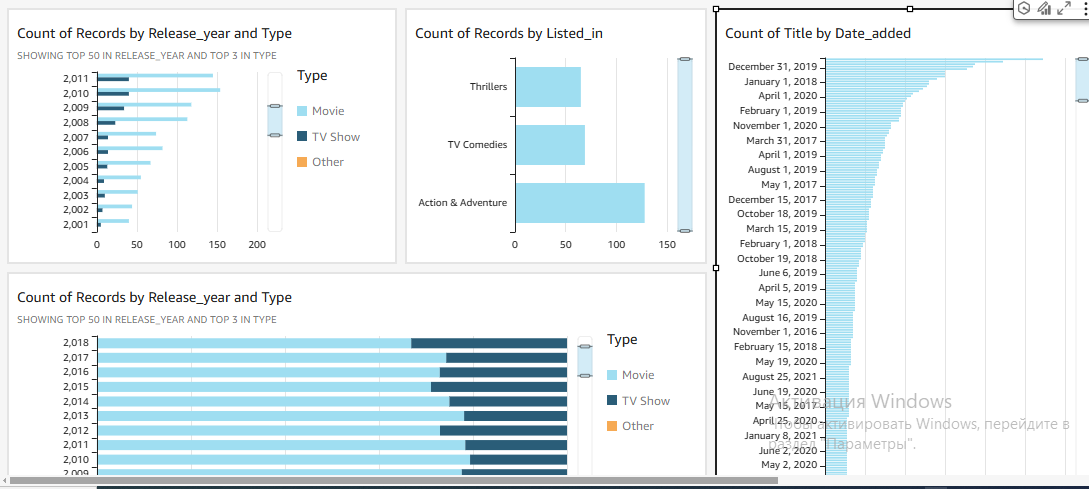 Count of Records by Release_year and Type
SHOWING TOP 50 IN RELEASE_YEAR AND TOP 3 IN TYPE
2,011
2,010
2,009
2,008
2,007
2,006
2,005
2,004
2,003
2,002
2,001
0 50 100 150 200
Type
Movie
TV Show
Other
Count of Records by Listed_in
Thrillers
TV Comedies
Action & Adventure
0 50 100 150
Count of Title by Date_added
December 31, 2019
January 1, 2018
April 1, 2020
February 1, 2019
November 1, 2020
March 31, 2017
April 1, 2019
August 1, 2019
May 1, 2017
December 15, 2017
October 18, 2019
March 15, 2019
February 1, 2018
October 19, 2018
June 6, 2019
April 5, 2019
May 15, 2020
August 16, 2019
November 1, 2016
February 15, 2018
May 19, 2020
August 25, 2021
June 19, 2020
May 15, 2017
April 25, 2020
January 8, 2021
June 2, 2020
May 2, 2020
Count of Records by Release_year and Type
SHOWING TOP 50 IN RELEASE_YEAR AND TOP 3 IN TYPE
2,018
2,017
2,016
2,015
2,014
2,013
2,012
2,011
2,010
2,009
Type
Movie
TV Show
Other
Активация Windows
Чтобы активировать Windows, перейдите в
раздел "Параметры".